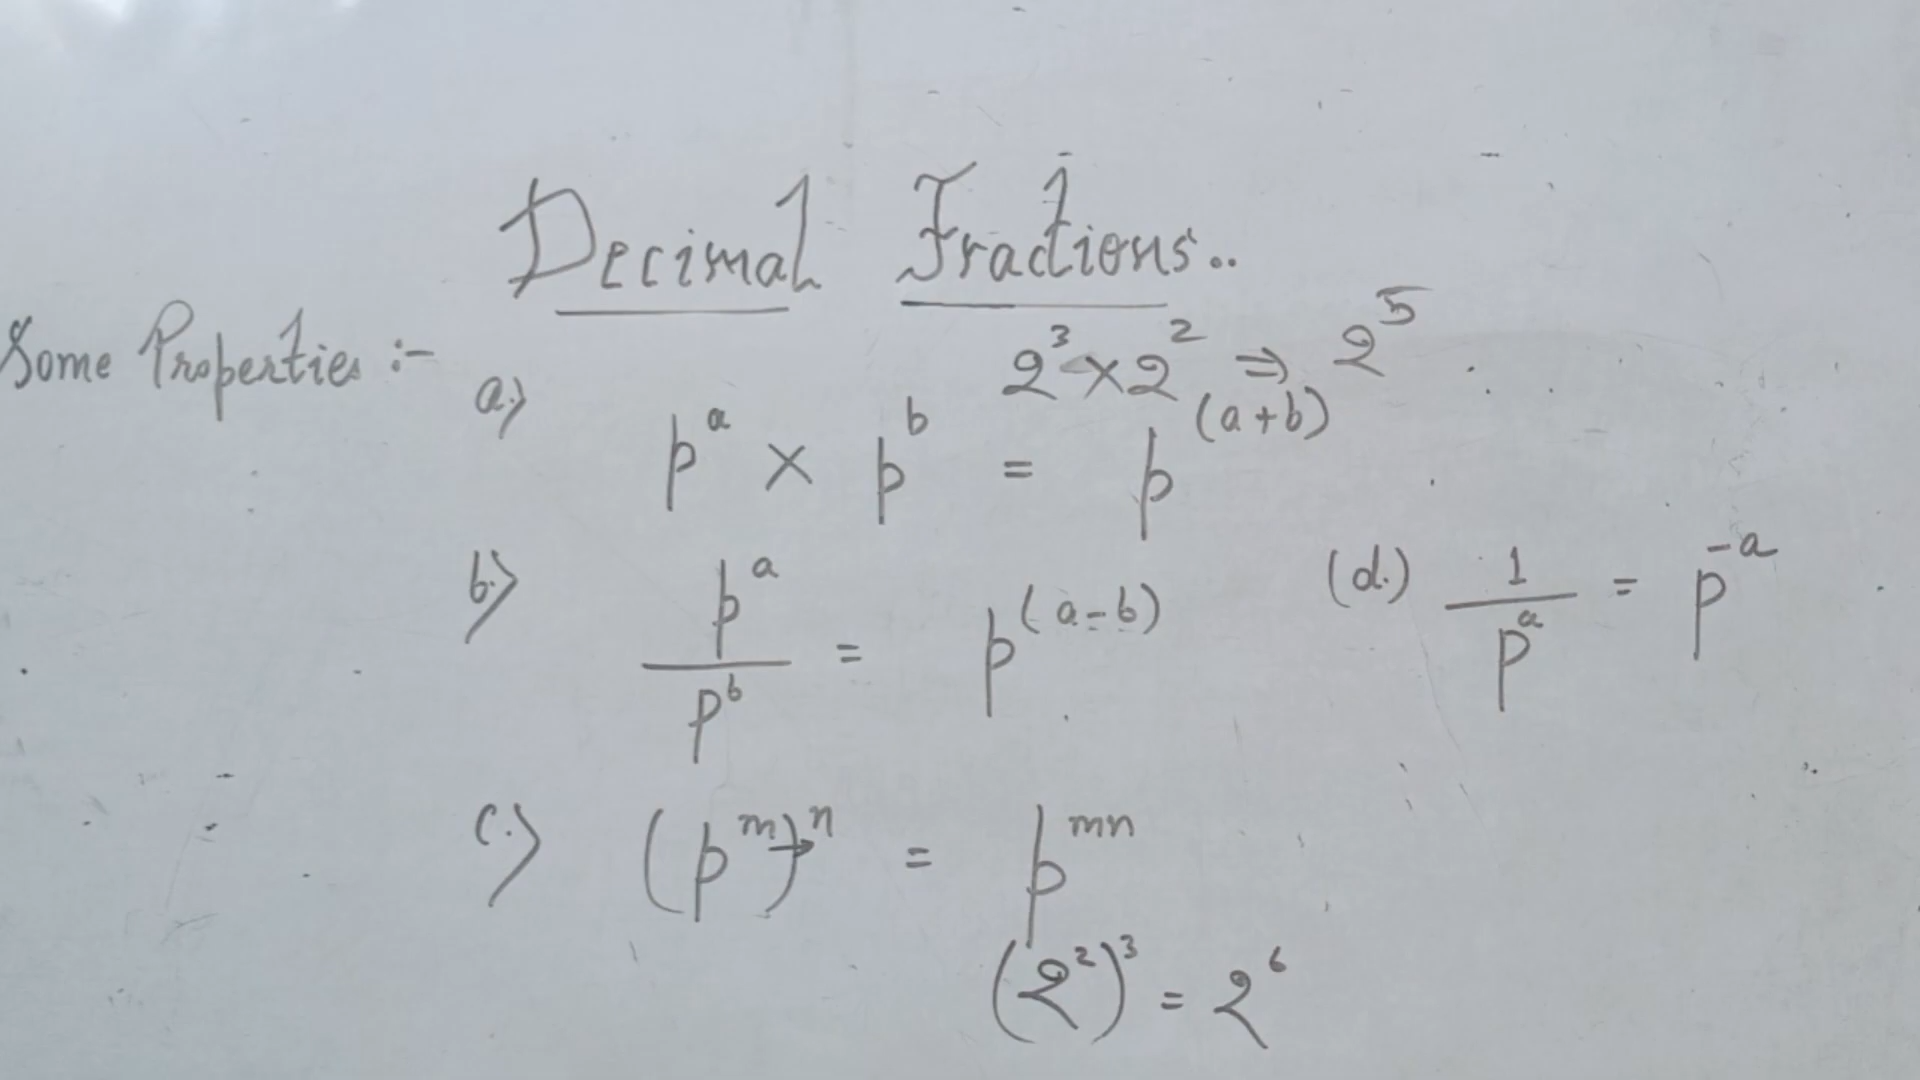 Decimal Fractions..
Some Properties :-
2³ × 2² ⇒ 2⁵
a.) p^a × p^b = p^(a+b)
b.) p^a / p^b = p^(a-b)
(d.) 1 / p^a = p^-a
c.) (p^m)^n = p^mn
(2²)³ = 2⁶